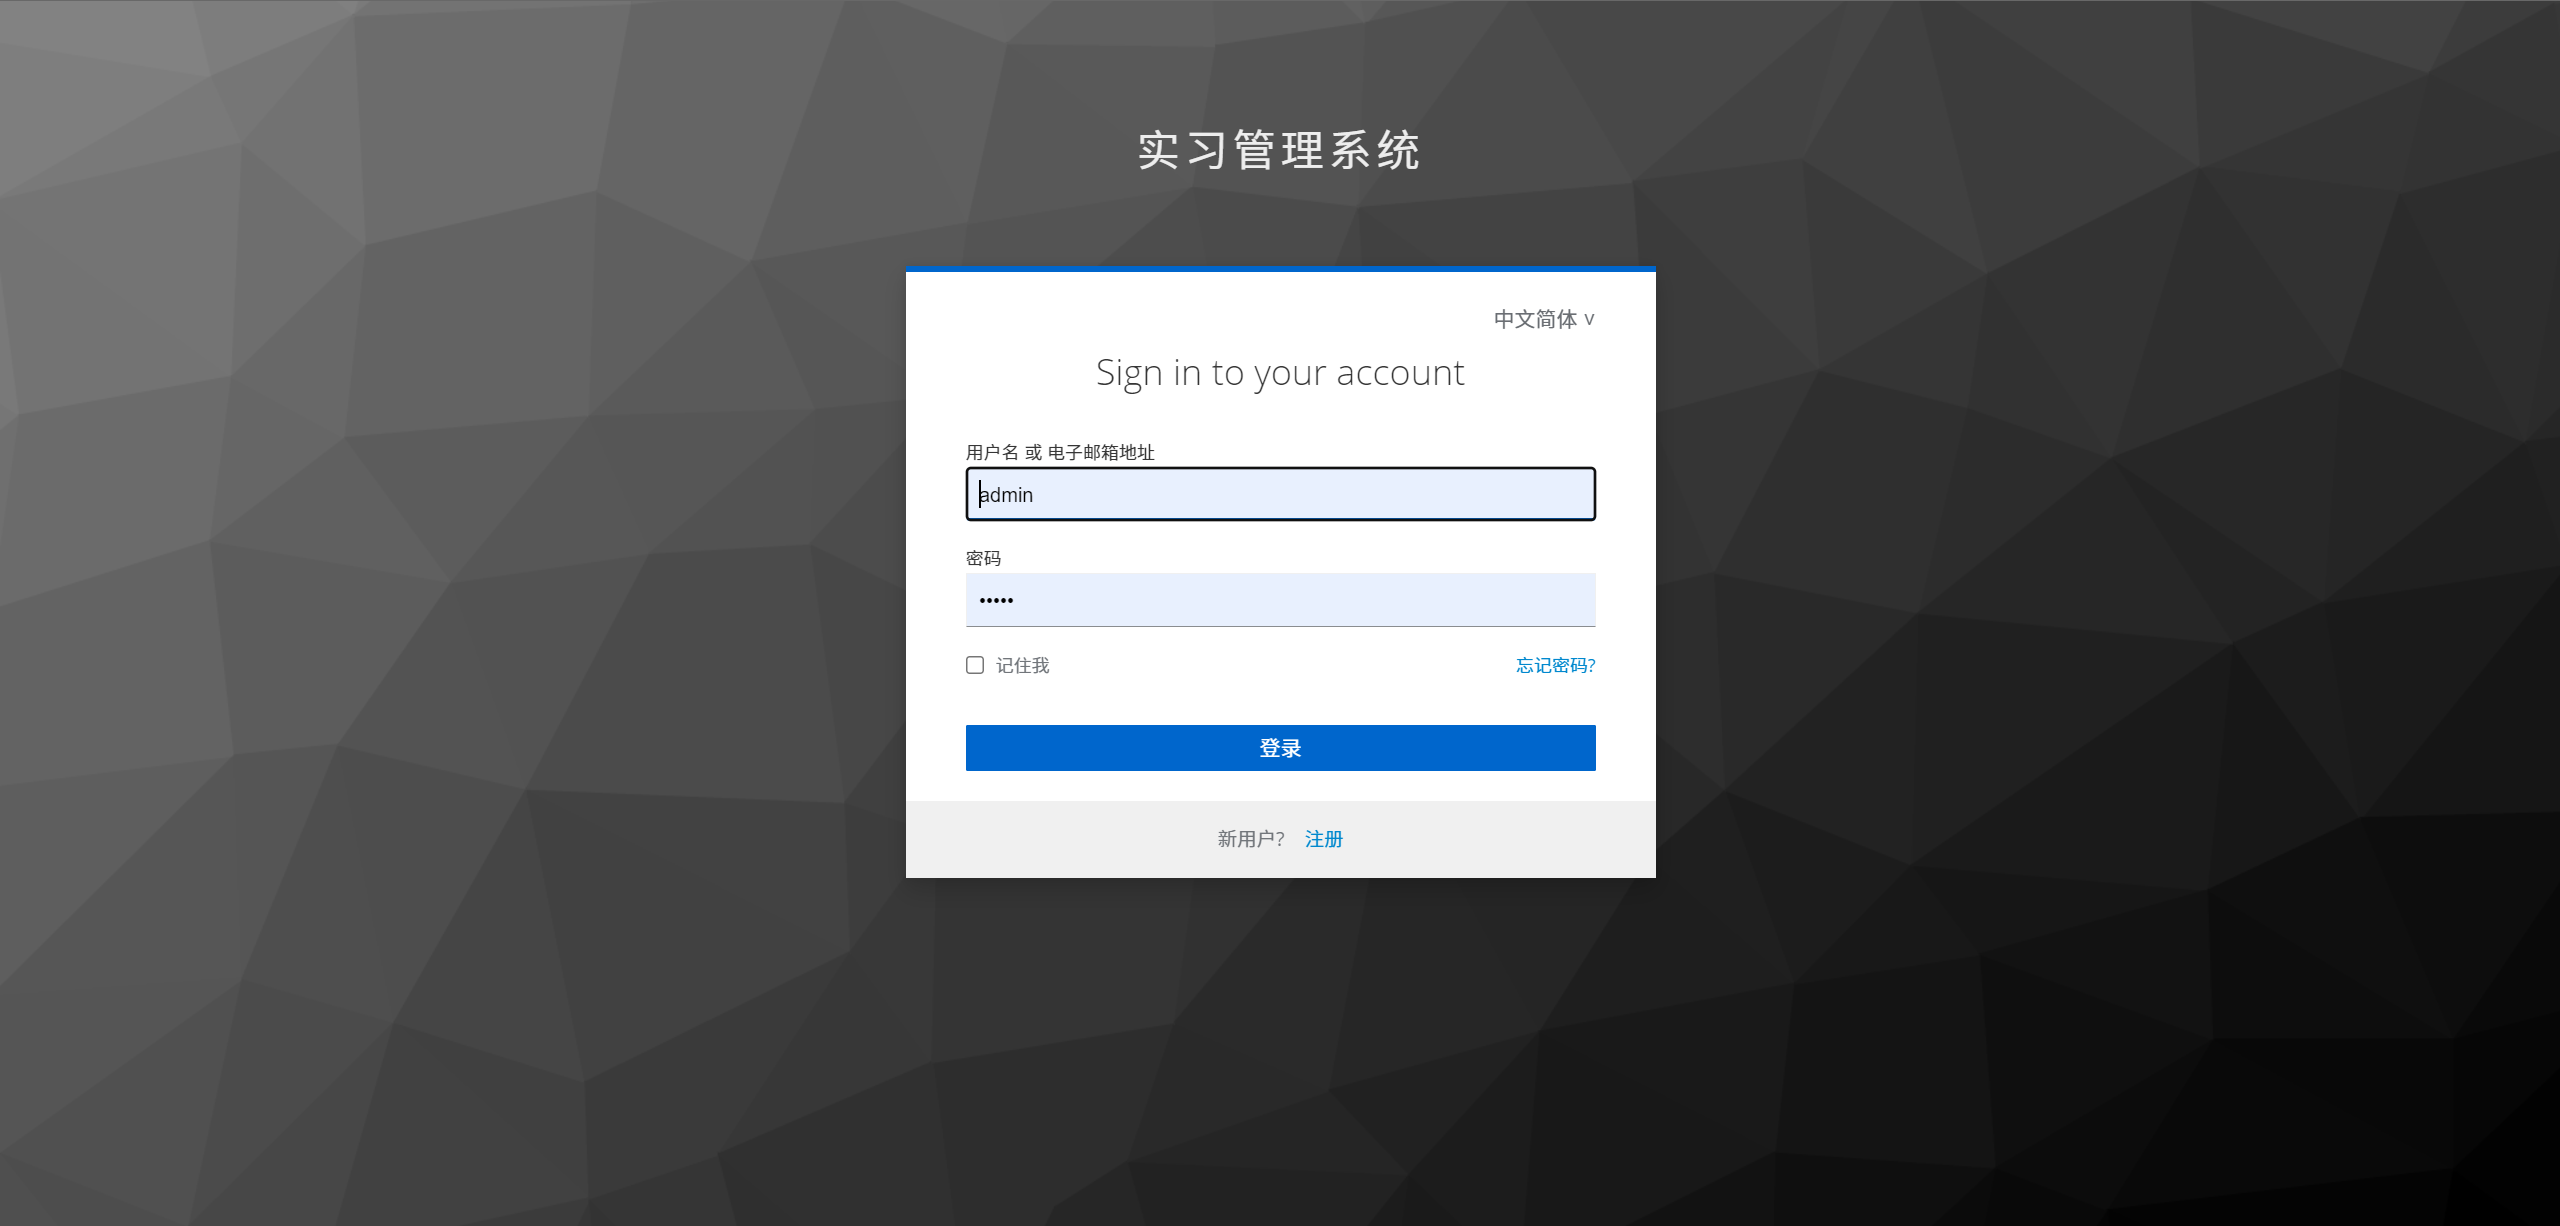 实习管理系统
中文简体 ˅
Sign in to your account
用户名 或 电子邮箱地址
admin
密码
•••••
记住我
忘记密码?
登录
新用户? 注册